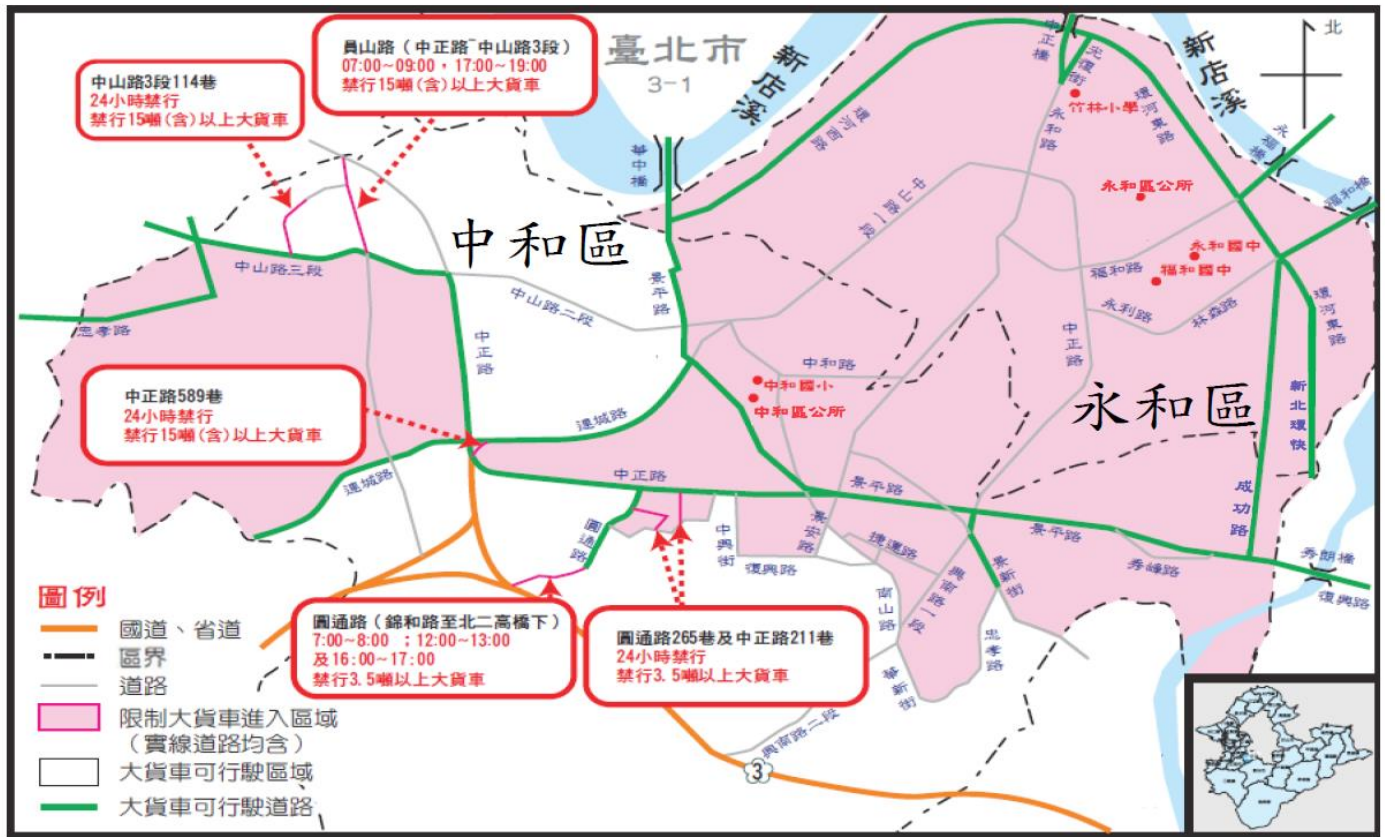 員山路（中正路~中山路3段）
07:00~09:00，17:00~19:00
禁行15噸(含)以上大貨車
中山路3段114巷
24小時禁行
禁行15噸(含)以上大貨車
臺北市
3-1
新店溪
新店溪
北
中正橋
光復街
竹林小學
環河東路
永福橋
福和橋
環河西路
永和路
華中橋
中山路一段
永和區公所
永和國中
福和國中
福和路
永利路
林森路
環河東路
中和區
中山路三段
景平路
中山路二段
忠孝路
中正路
中正路
中和路
中和國小
中和區公所
永和區
新北環快
中正路589巷
24小時禁行
禁行15噸(含)以上大貨車
連城路
連城路
中正路
景平路
成功路
圓通路
中興街
景安路
捷運路
景平路
秀峰路
秀朗橋
復興路
復興路
興南路一段
景新街
南山路
忠孝路
華新街
興南路二段
3
圓通路（錦和路至北二高橋下）
7:00~8:00 ；12:00~13:00
及16:00~17:00
禁行3.5噸以上大貨車
圓通路265巷及中正路211巷
24小時禁行
禁行3.5噸以上大貨車
圖例
國道、省道
區界
道路
限制大貨車進入區域
（實線道路均含）
大貨車可行駛區域
大貨車可行駛道路